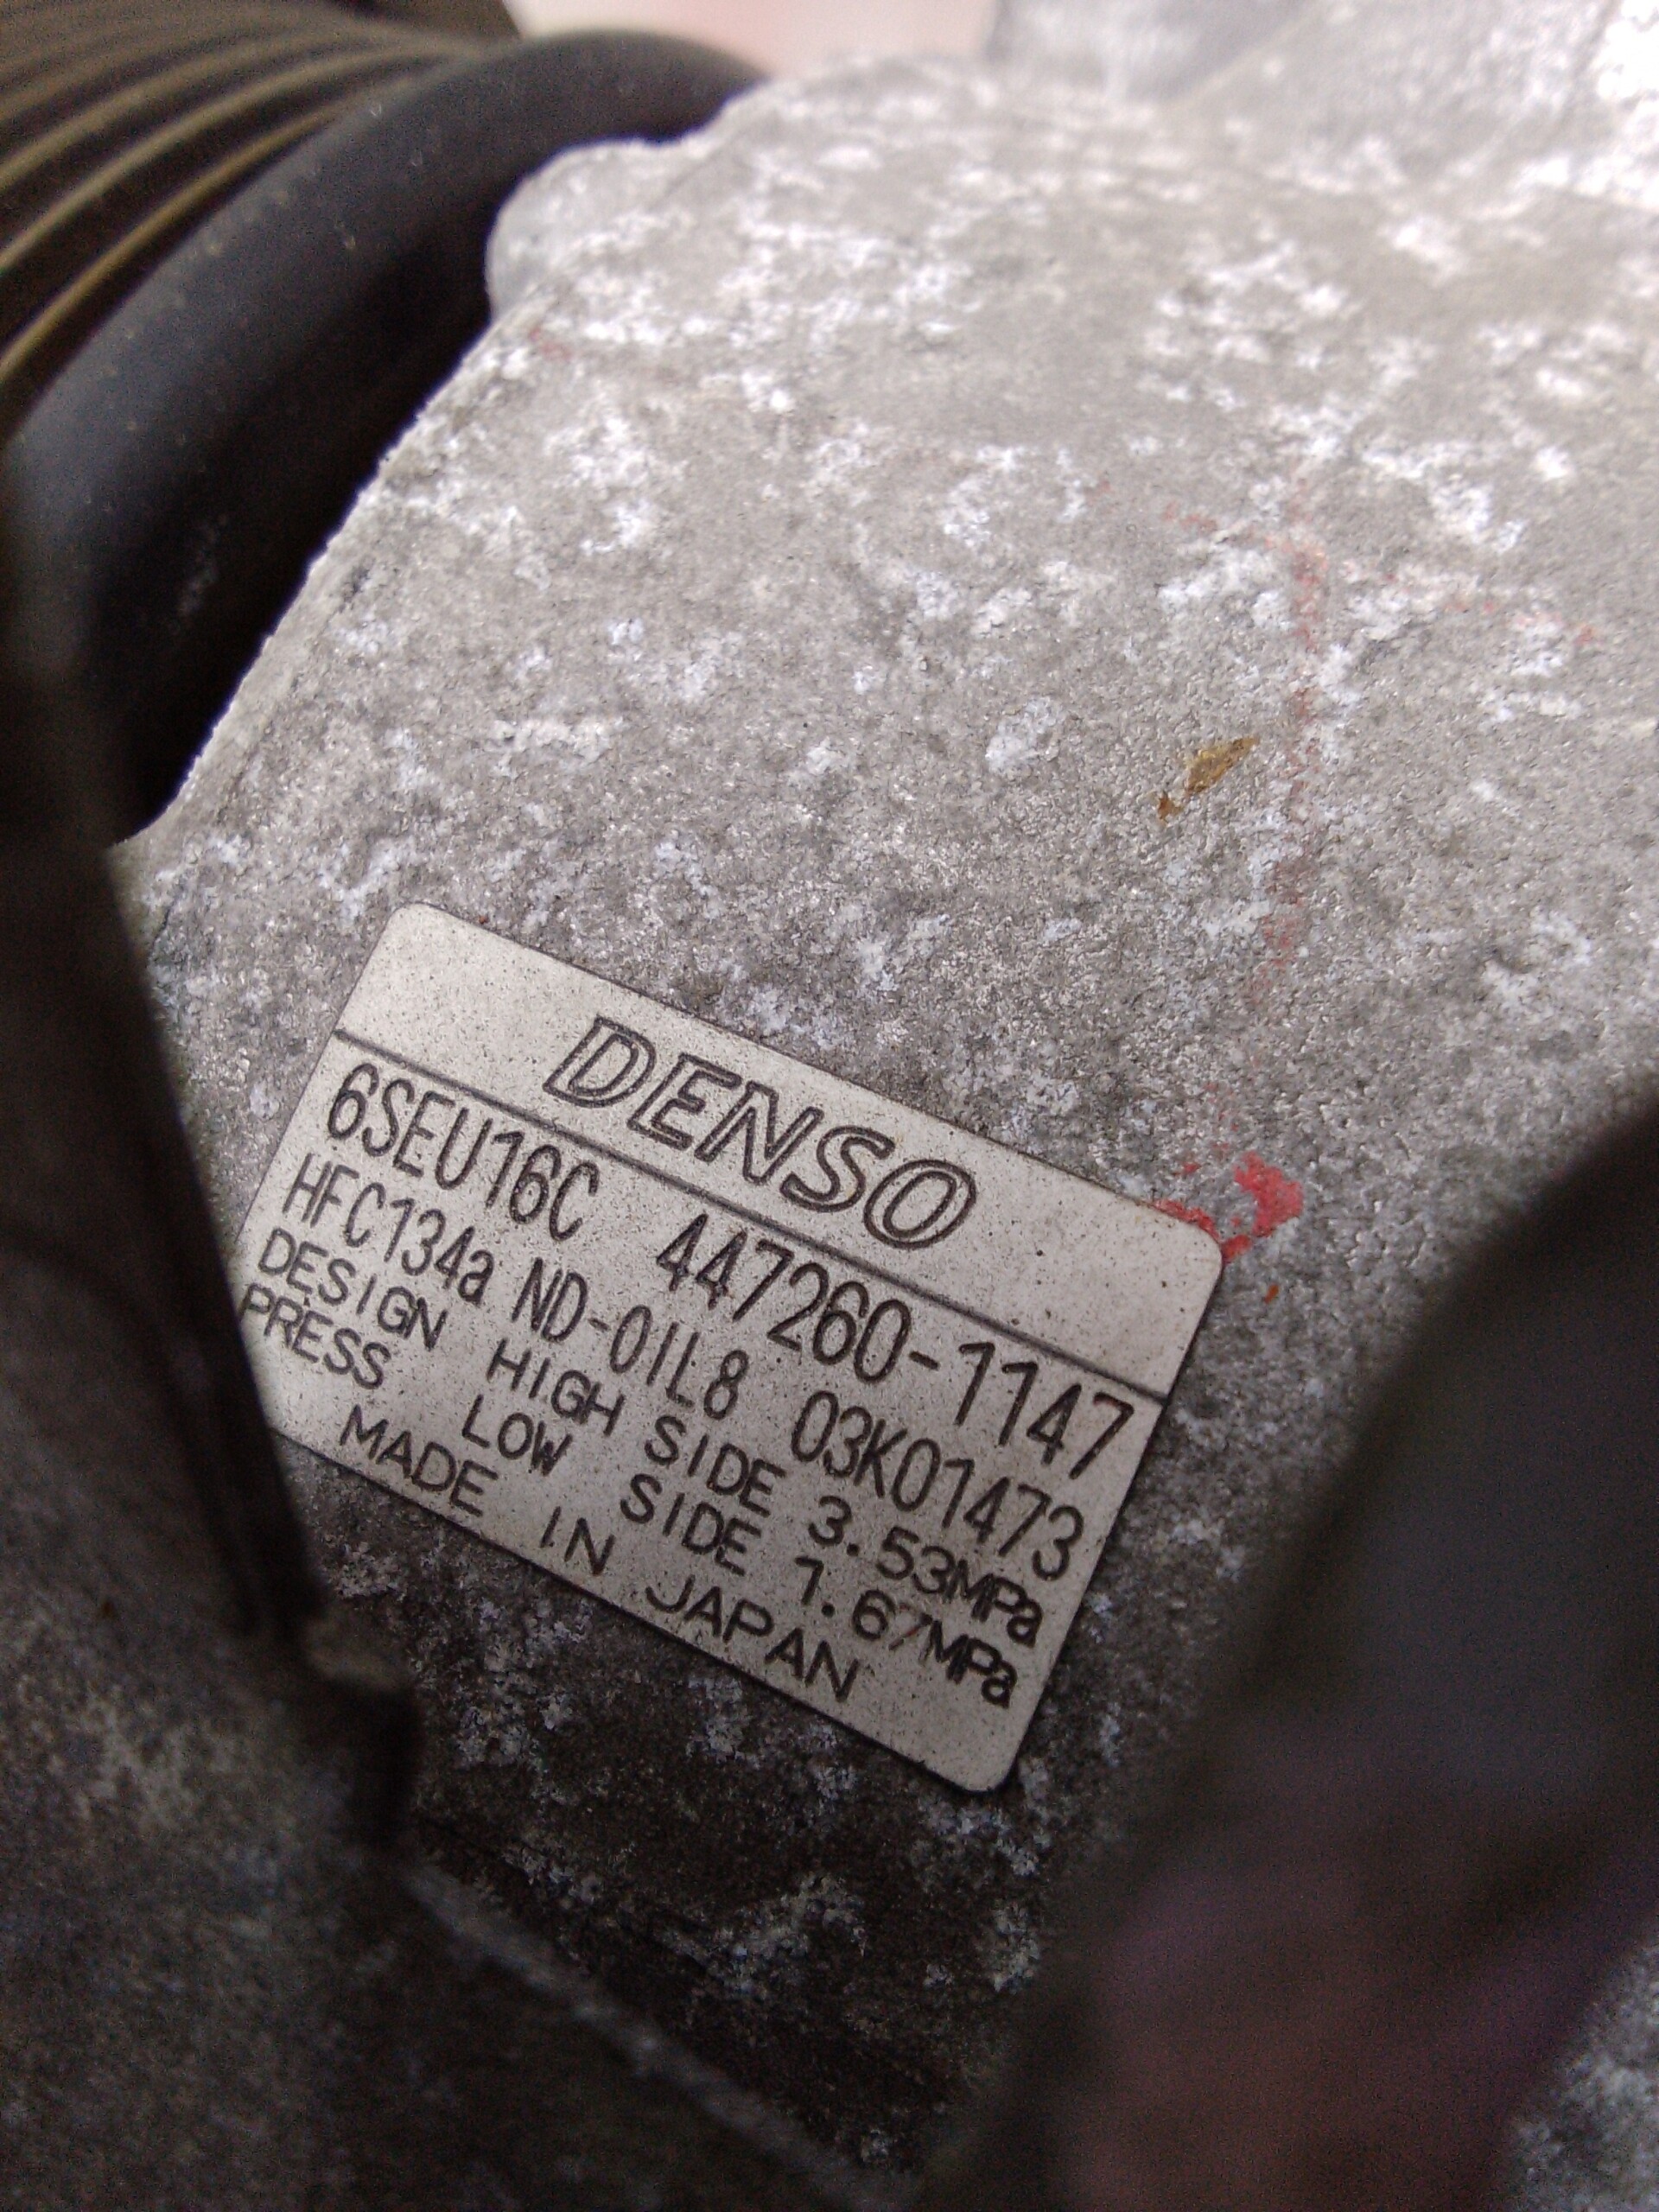 DENSO
6SEU16C 447260-1147
HFC134a ND-OIL8 03K01473
DESIGN HIGH SIDE 3.53MPa
PRESS LOW SIDE 1.67MPa
MADE IN JAPAN